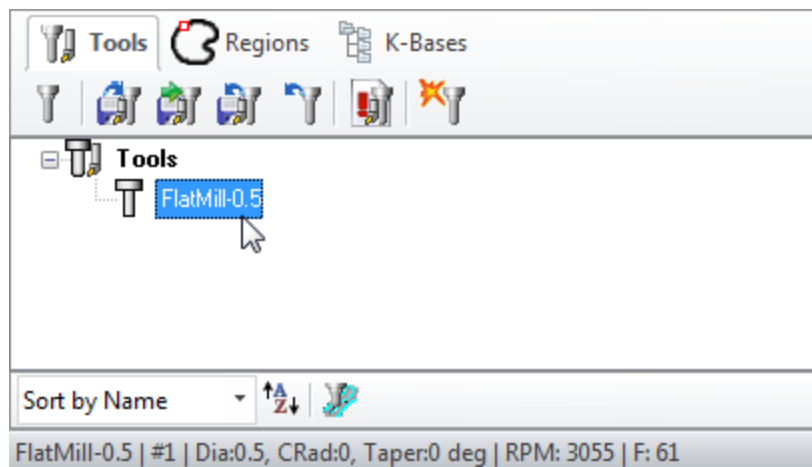 Tools Regions K-Bases
Tools
FlatMill-0.5
Sort by Name AZ
FlatMill-0.5 | #1 | Dia:0.5, CRad:0, Taper:0 deg | RPM: 3055 | F: 61